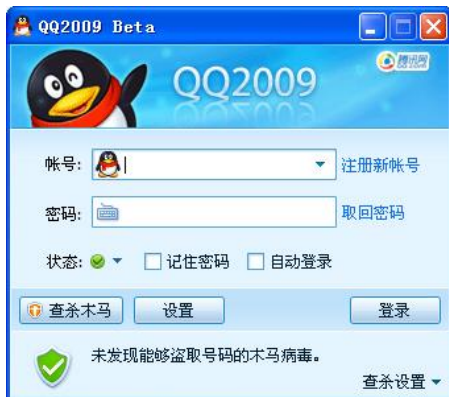 QQ2009 Beta
QQ2009
腾讯网
QQ.COM
帐号:
注册新帐号
密码:
取回密码
状态: 记住密码 自动登录
查杀木马 设置 登录
未发现能够盗取号码的木马病毒。
查杀设置